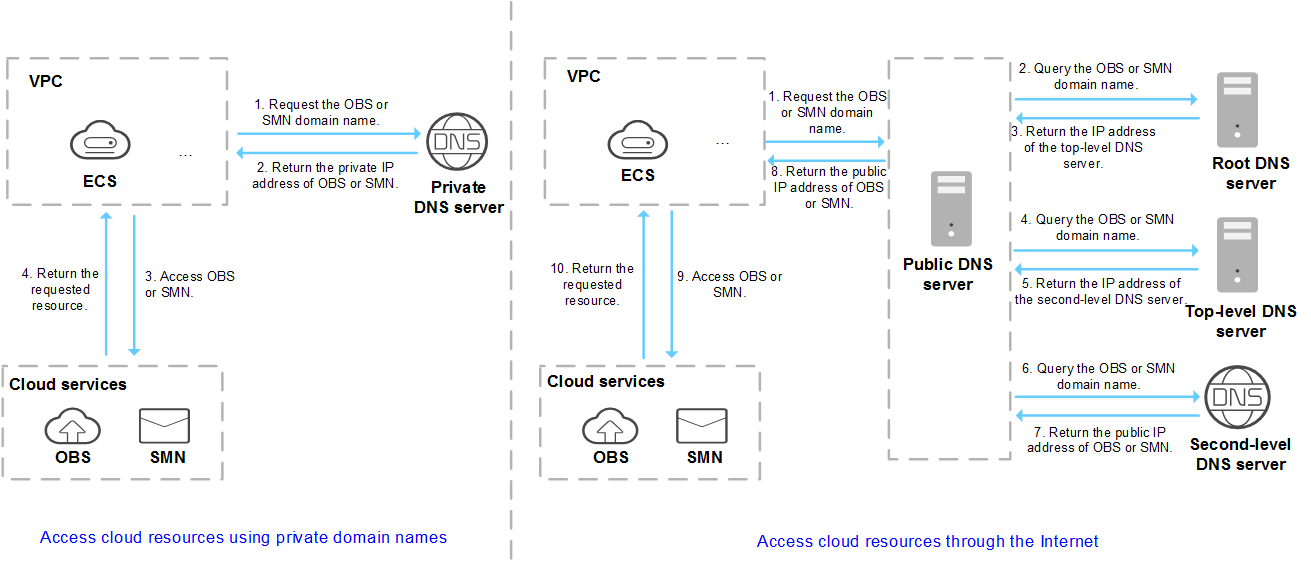 VPC
1. Request the OBS or
SMN domain name.
...
ECS
2. Return the private IP
address of OBS or SMN.
DNS
Private
DNS server
4. Return the
requested
resource.
3. Access OBS
or SMN.
Cloud services
OBS
SMN
Access cloud resources using private domain names
VPC
1. Request the OBS
or SMN domain
name.
...
ECS
8. Return the public
IP address of OBS
or SMN.
Public DNS
server
2. Query the OBS or SMN
domain name.
3. Return the IP address
of the top-level DNS
server.
Root DNS
server
4. Query the OBS or SMN
domain name.
5. Return the IP address of
the second-level DNS server.
Top-level DNS
server
6. Query the OBS or SMN
domain name.
7. Return the public IP
address of OBS or SMN.
DNS
Second-level
DNS server
10. Return the
requested
resource.
9. Access OBS or
SMN.
Cloud services
OBS
SMN
Access cloud resources through the Internet